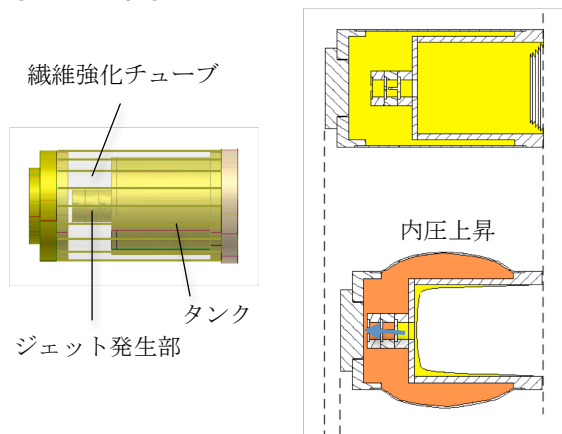 繊維強化チューブ
タンク
ジェット発生部
内圧上昇